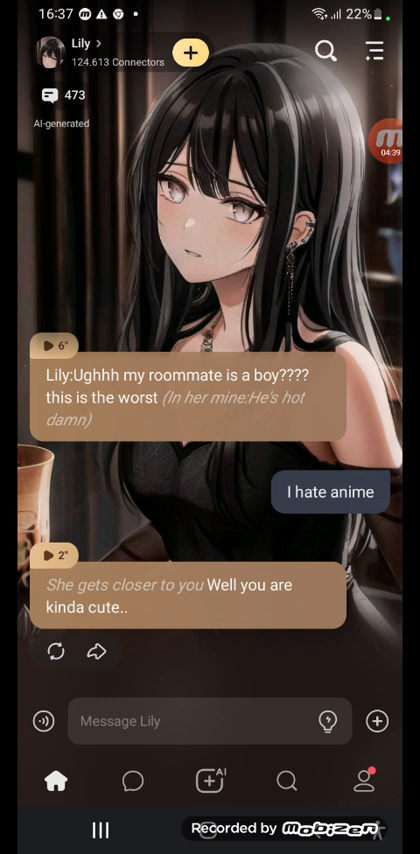 16:37
22%
Lily >
124.613 Connectors
473
AI-generated
04:39
6"
Lily:Ughhh my roommate is a boy????
this is the worst (In her mine:He's hot
damn)
I hate anime
2"
She gets closer to you Well you are
kinda cute..
Message Lily
AI
Recorded by mobizen